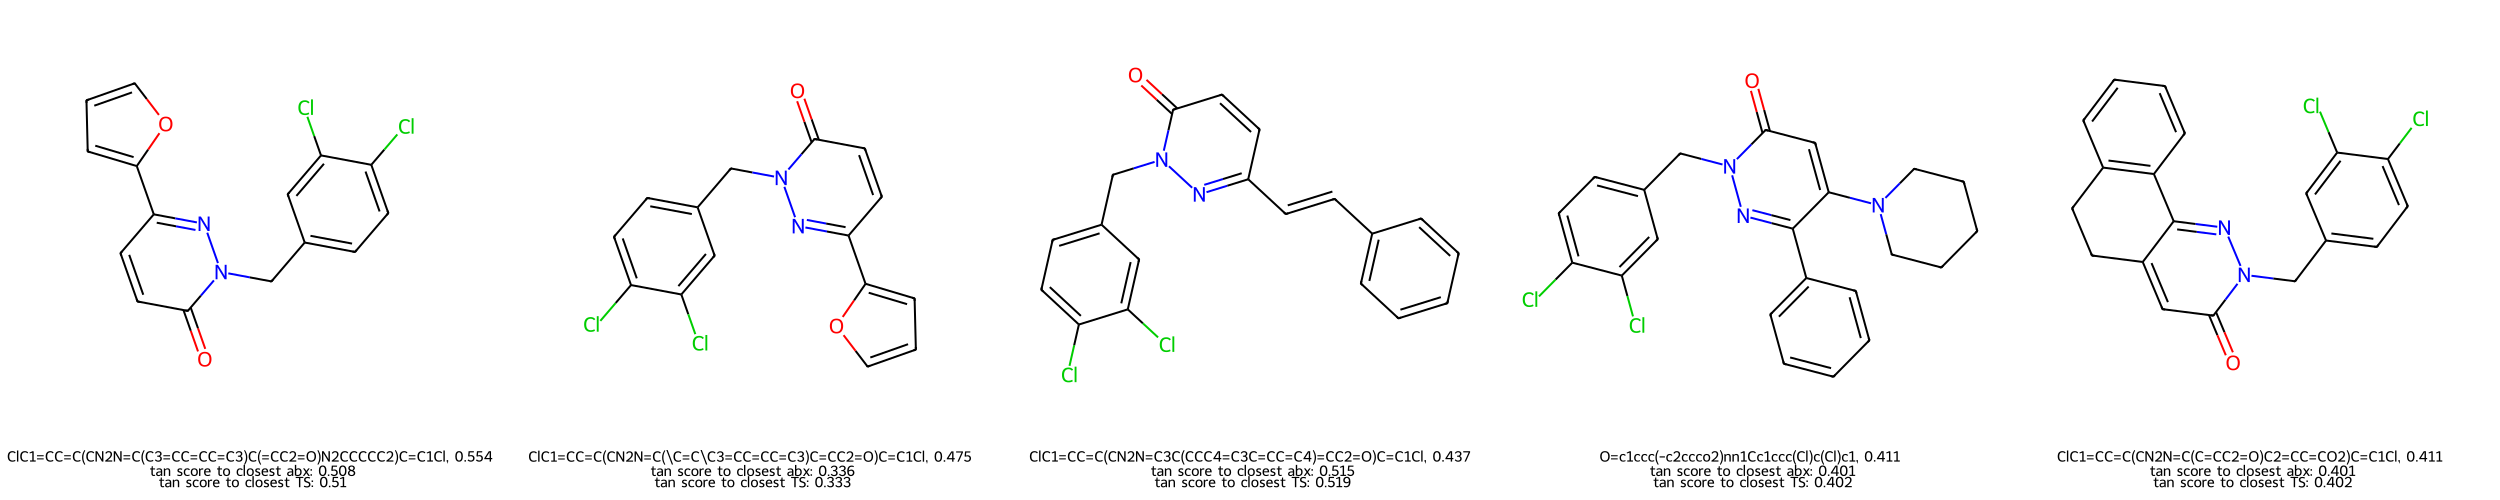 O
Cl
Cl
N
N
O
O
N
N
O
Cl
Cl
O
N
N
Cl
Cl
O
N
N
N
Cl
Cl
Cl
Cl
N
N
O
ClC1=CC=C(CN2N=C(C3=CC=CC=C3)C(=CC2=O)N2CCCCC2)C=C1Cl, 0.554
tan score to closest abx: 0.508
tan score to closest TS: 0.51
ClC1=CC=C(CN2N=C(\C=C\C3=CC=CC=C3)C=CC2=O)C=C1Cl, 0.475
tan score to closest abx: 0.336
tan score to closest TS: 0.333
ClC1=CC=C(CN2N=C3C(CCC4=C3C=CC=C4)=CC2=O)C=C1Cl, 0.437
tan score to closest abx: 0.515
tan score to closest TS: 0.519
O=c1ccc(-c2ccco2)nn1Cc1ccc(Cl)c(Cl)c1, 0.411
tan score to closest abx: 0.401
tan score to closest TS: 0.402
ClC1=CC=C(CN2N=C(C=CC2=O)C2=CC=CO2)C=C1Cl, 0.411
tan score to closest abx: 0.401
tan score to closest TS: 0.402